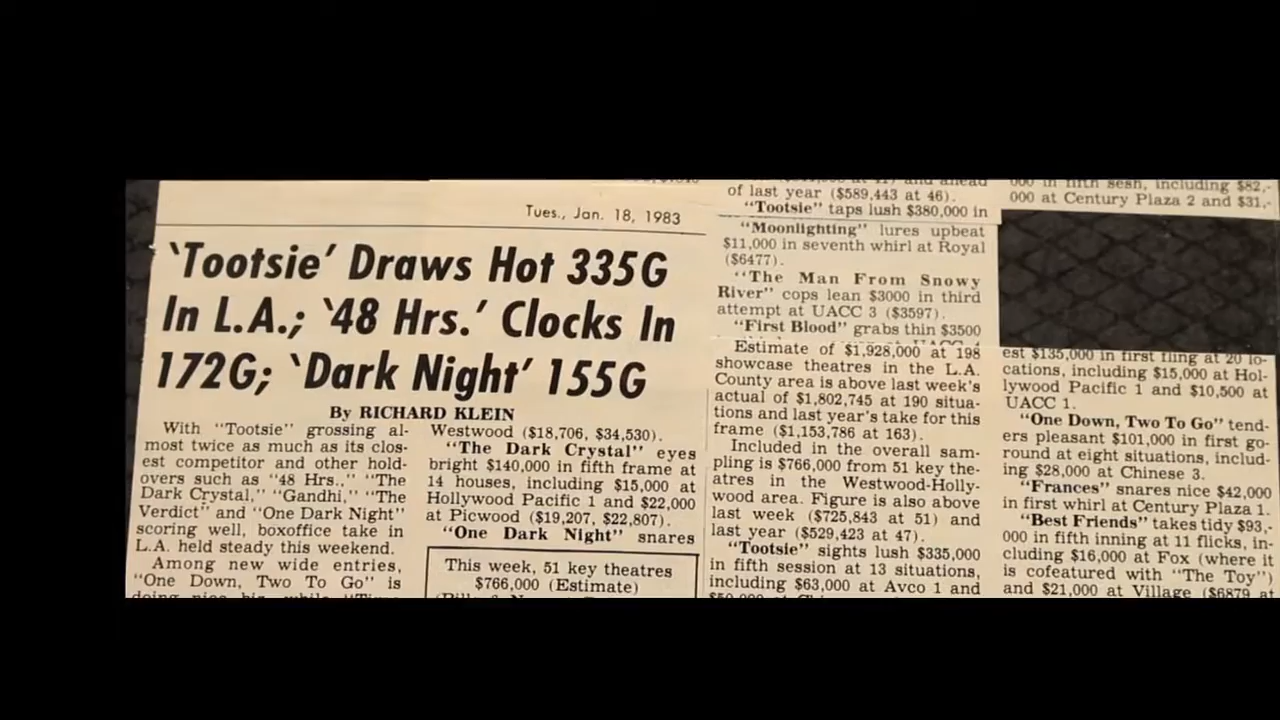 Tues., Jan. 18, 1983
'Tootsie' Draws Hot 335G
In L.A.; '48 Hrs.' Clocks In
172G; 'Dark Night' 155G
By RICHARD KLEIN
With "Tootsie" grossing al-
most twice as much as its clos-
est competitor and other hold-
overs such as "48 Hrs.," "The
Dark Crystal," "Gandhi," "The
Verdict" and "One Dark Night"
scoring well, boxoffice take in
L.A. held steady this weekend.
Among new wide entries,
"One Down, Two To Go" is
doing nice biz, while "Time
Westwood ($18,706, $34,530).
"The Dark Crystal" eyes
bright $140,000 in fifth frame at
14 houses, including $15,000 at
Hollywood Pacific 1 and $22,000
at Picwood ($19,207, $22,807).
"One Dark Night" snares
This week, 51 key theatres
$766,000 (Estimate)
and ahead
of last year ($589,443 at 46).
"Tootsie" taps lush $380,000 in
"Moonlighting" lures upbeat
$11,000 in seventh whirl at Royal
($6477).
"The Man From Snowy
River" cops lean $3000 in third
attempt at UACC 3 ($3597).
"First Blood" grabs thin $3500
Estimate of $1,928,000 at 198
showcase theatres in the L.A.
County area is above last week's
actual of $1,802,745 at 190 situa-
tions and last year's take for this
frame ($1,153,786 at 163).
Included in the overall sam-
pling is $766,000 from 51 key the-
atres in the Westwood-Holly-
wood area. Figure is also above
last week ($725,843 at 51) and
last year ($529,423 at 47).
"Tootsie" sights lush $335,000
in fifth session at 13 situations,
including $63,000 at Avco 1 and
000 in fifth sesh, including $82,-
000 at Century Plaza 2 and $31,-
est $135,000 in first fling at 20 lo-
cations, including $15,000 at Hol-
lywood Pacific 1 and $10,500 at
UACC 1.
"One Down, Two To Go" tend-
ers pleasant $101,000 in first go-
round at eight situations, includ-
ing $28,000 at Chinese 3.
"Frances" snares nice $42,000
in first whirl at Century Plaza 1.
"Best Friends" takes tidy $93,-
000 in fifth inning at 11 flicks, in-
cluding $16,000 at Fox (where it
is cofeatured with "The Toy")
and $21,000 at Village ($6879 at